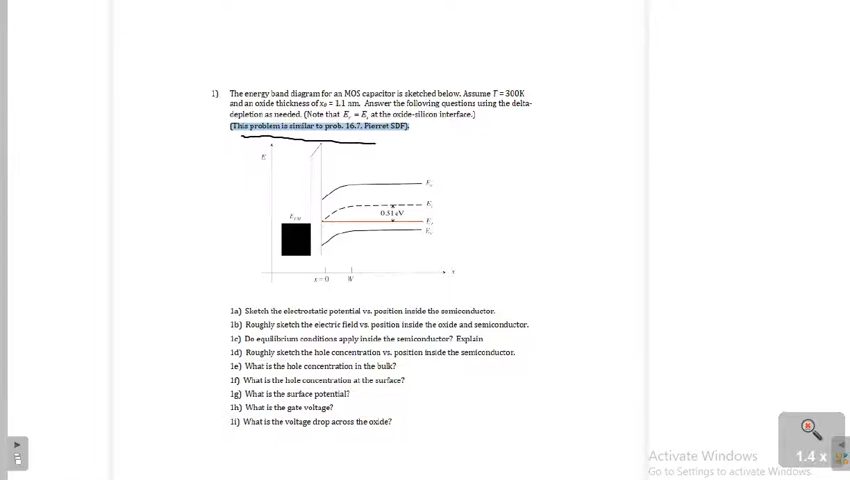 1) The energy band diagram for an MOS capacitor is sketched below. Assume T = 300K
and an oxide thickness of x₀ = 1.1 nm. Answer the following questions using the delta-
depletion as needed. (Note that Eᵢ = E_F at the oxide-silicon interface.)
(This problem is similar to prob. 16.7, Pierret SDF).
E
E_c
E_i
0.31 eV
E_FM
E_F
E_v
x = 0 W x
1a) Sketch the electrostatic potential vs. position inside the semiconductor.
1b) Roughly sketch the electric field vs. position inside the oxide and semiconductor.
1c) Do equilibrium conditions apply inside the semiconductor? Explain
1d) Roughly sketch the hole concentration vs. position inside the semiconductor.
1e) What is the hole concentration in the bulk?
1f) What is the hole concentration at the surface?
1g) What is the surface potential?
1h) What is the gate voltage?
1i) What is the voltage drop across the oxide?
1.4 x
Activate Windows
Go to Settings to activate Windows.